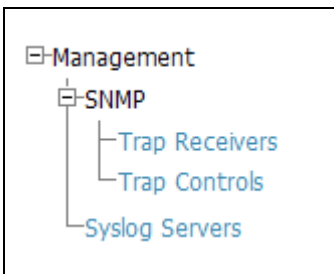 Management
SNMP
Trap Receivers
Trap Controls
Syslog Servers